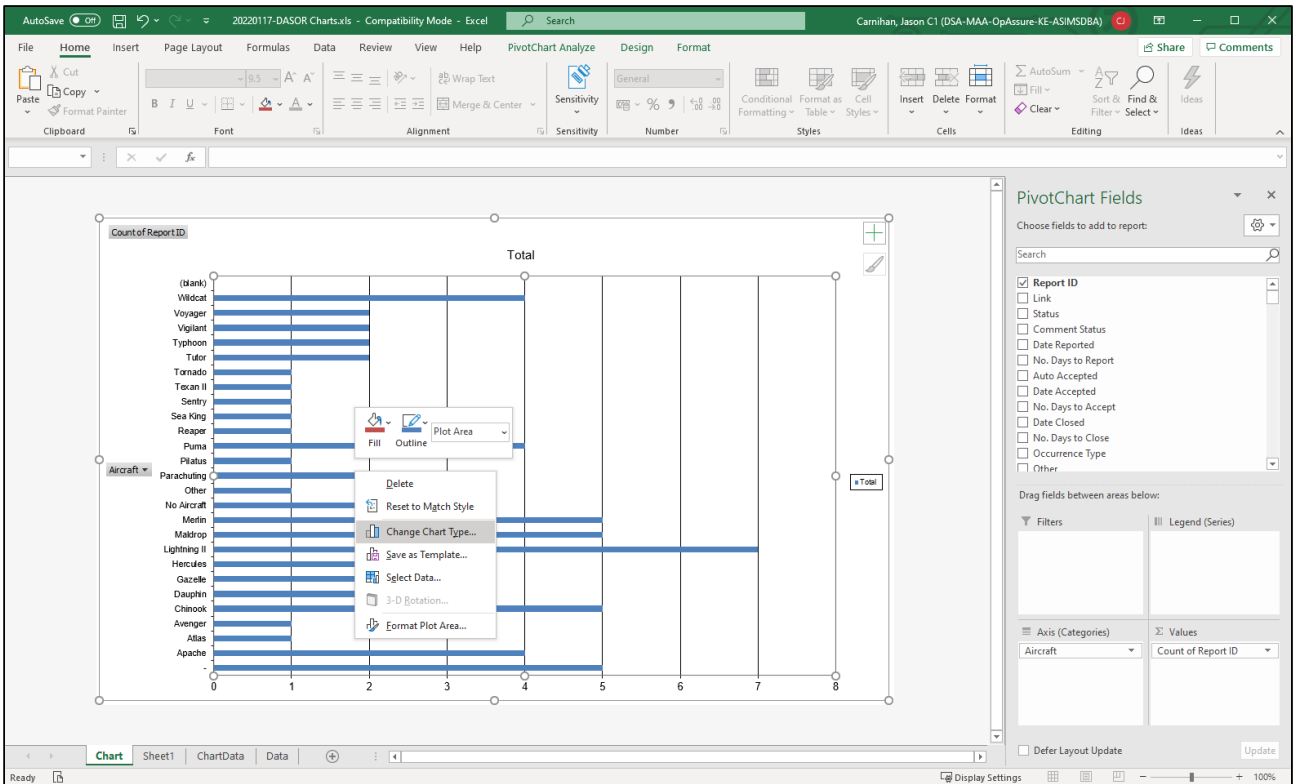 AutoSave Off 20220117-DASOR Charts.xls - Compatibility Mode - Excel Search Carnihan, Jason C1 (DSA-MAA-OpAssure-KE-ASIMSDBA) CJ
File Home Insert Page Layout Formulas Data Review View Help PivotChart Analyze Design Format Share Comments
Paste
Cut
Copy
Format Painter
Clipboard
9.5
B I U
Font
Wrap Text
Merge & Center
Alignment
Sensitivity
Sensitivity
General
Number
Conditional Formatting
Format as Table
Cell Styles
Styles
Insert Delete Format
Cells
AutoSum
Fill
Clear
Sort & Filter
Find & Select
Editing
Ideas
Ideas
fx
Count of Report ID
Total
(blank)
Wildcat
Voyager
Vigilant
Typhoon
Tutor
Tornado
Texan II
Sentry
Sea King
Reaper
Puma
Pilatus
Aircraft
Parachuting
Other
No Aircraft
Merlin
Maldrop
Lightning II
Hercules
Gazelle
Dauphin
Chinook
Avenger
Atlas
Apache
-
0 1 2 3 4 5 6 7 8
Total
Fill Outline Plot Area
Delete
Reset to Match Style
Change Chart Type...
Save as Template...
Select Data...
3-D Rotation...
Format Plot Area...
PivotChart Fields
Choose fields to add to report:
Search
Report ID
Link
Status
Comment Status
Date Reported
No. Days to Report
Auto Accepted
Date Accepted
No. Days to Accept
Date Closed
No. Days to Close
Occurrence Type
Other
Drag fields between areas below:
Filters Legend (Series)
Axis (Categories) Σ Values
Aircraft Count of Report ID
Defer Layout Update Update
Chart Sheet1 ChartData Data
Ready Display Settings 100%